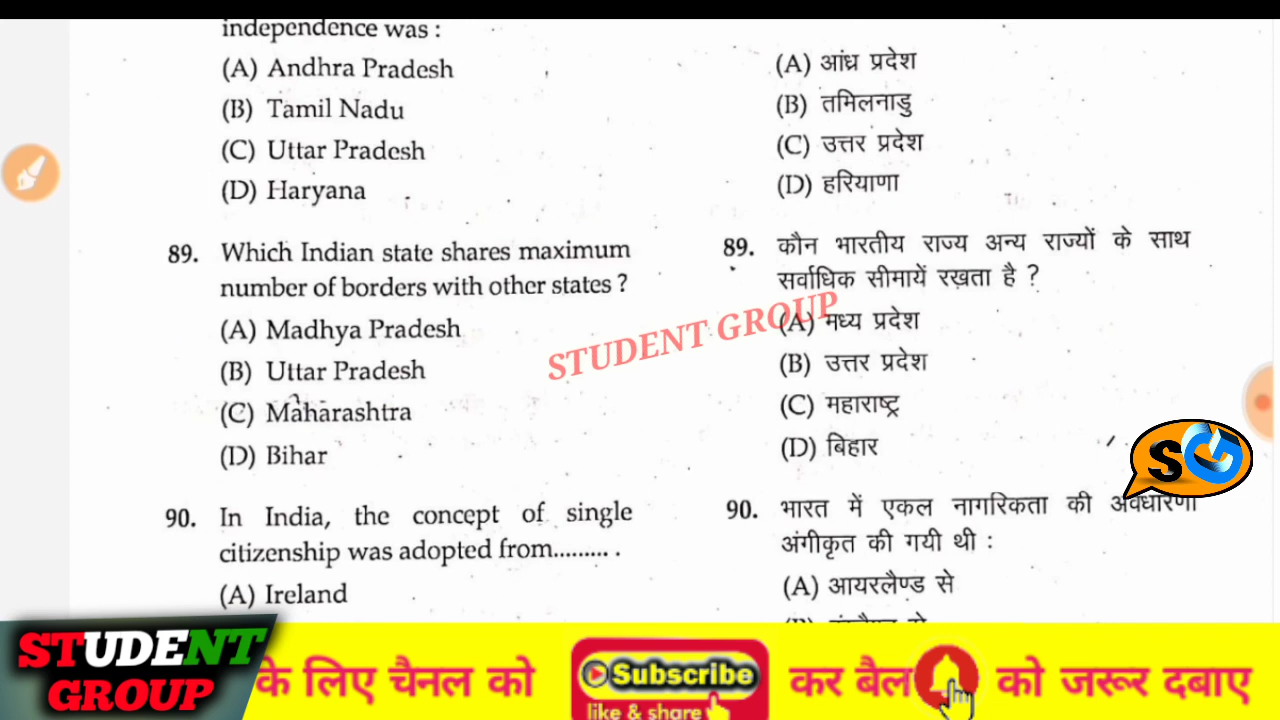 independence was :
(A) Andhra Pradesh
(B) Tamil Nadu
(C) Uttar Pradesh
(D) Haryana
89. Which Indian state shares maximum
number of borders with other states ?
(A) Madhya Pradesh
(B) Uttar Pradesh
(C) Maharashtra
(D) Bihar
90. In India, the concept of single
citizenship was adopted from......... .
(A) Ireland
(A) आंध्र प्रदेश
(B) तमिलनाडु
(C) उत्तर प्रदेश
(D) हरियाणा
89. कौन भारतीय राज्य अन्य राज्यों के साथ
सर्वाधिक सीमायें रखता है ?
(A) मध्य प्रदेश
(B) उत्तर प्रदेश
(C) महाराष्ट्र
(D) बिहार
90. भारत में एकल नागरिकता की अवधारणा
अंगीकृत की गयी थी :
(A) आयरलैण्ड से
STUDENT GROUP
SG
STUDENT
GROUP
के लिए चैनल को
Subscribe
like & share
कर बैल
को जरूर दबाए